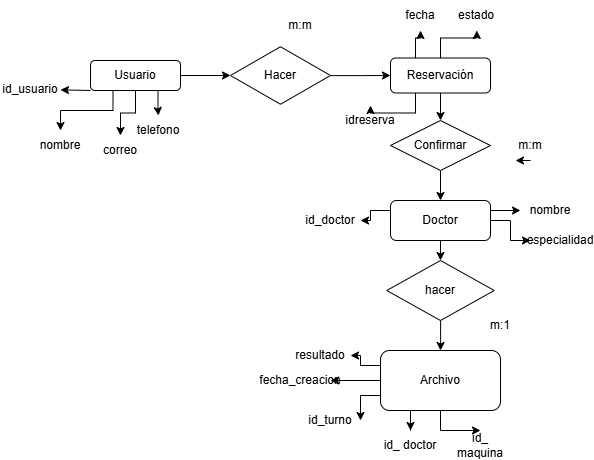 fecha
estado
m:m
Usuario
Hacer
Reservación
id_usuario
idreserva
telefono
nombre
correo
Confirmar
m:m
id_doctor
Doctor
nombre
especialidad
hacer
m:1
resultado
fecha_creacion
Archivo
id_turno
id_ doctor
id_
maquina